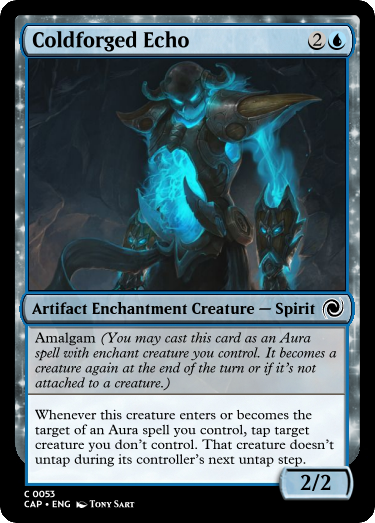 Coldforged Echo 2
Artifact Enchantment Creature — Spirit
Amalgam (You may cast this card as an Aura
spell with enchant creature you control. It becomes a
creature again at the end of the turn or if it's not
attached to a creature.)
Whenever this creature enters or becomes the
target of an Aura spell you control, tap target
creature you don't control. That creature doesn't
untap during its controller's next untap step.
2/2
C 0053
CAP • ENG Tony Sart